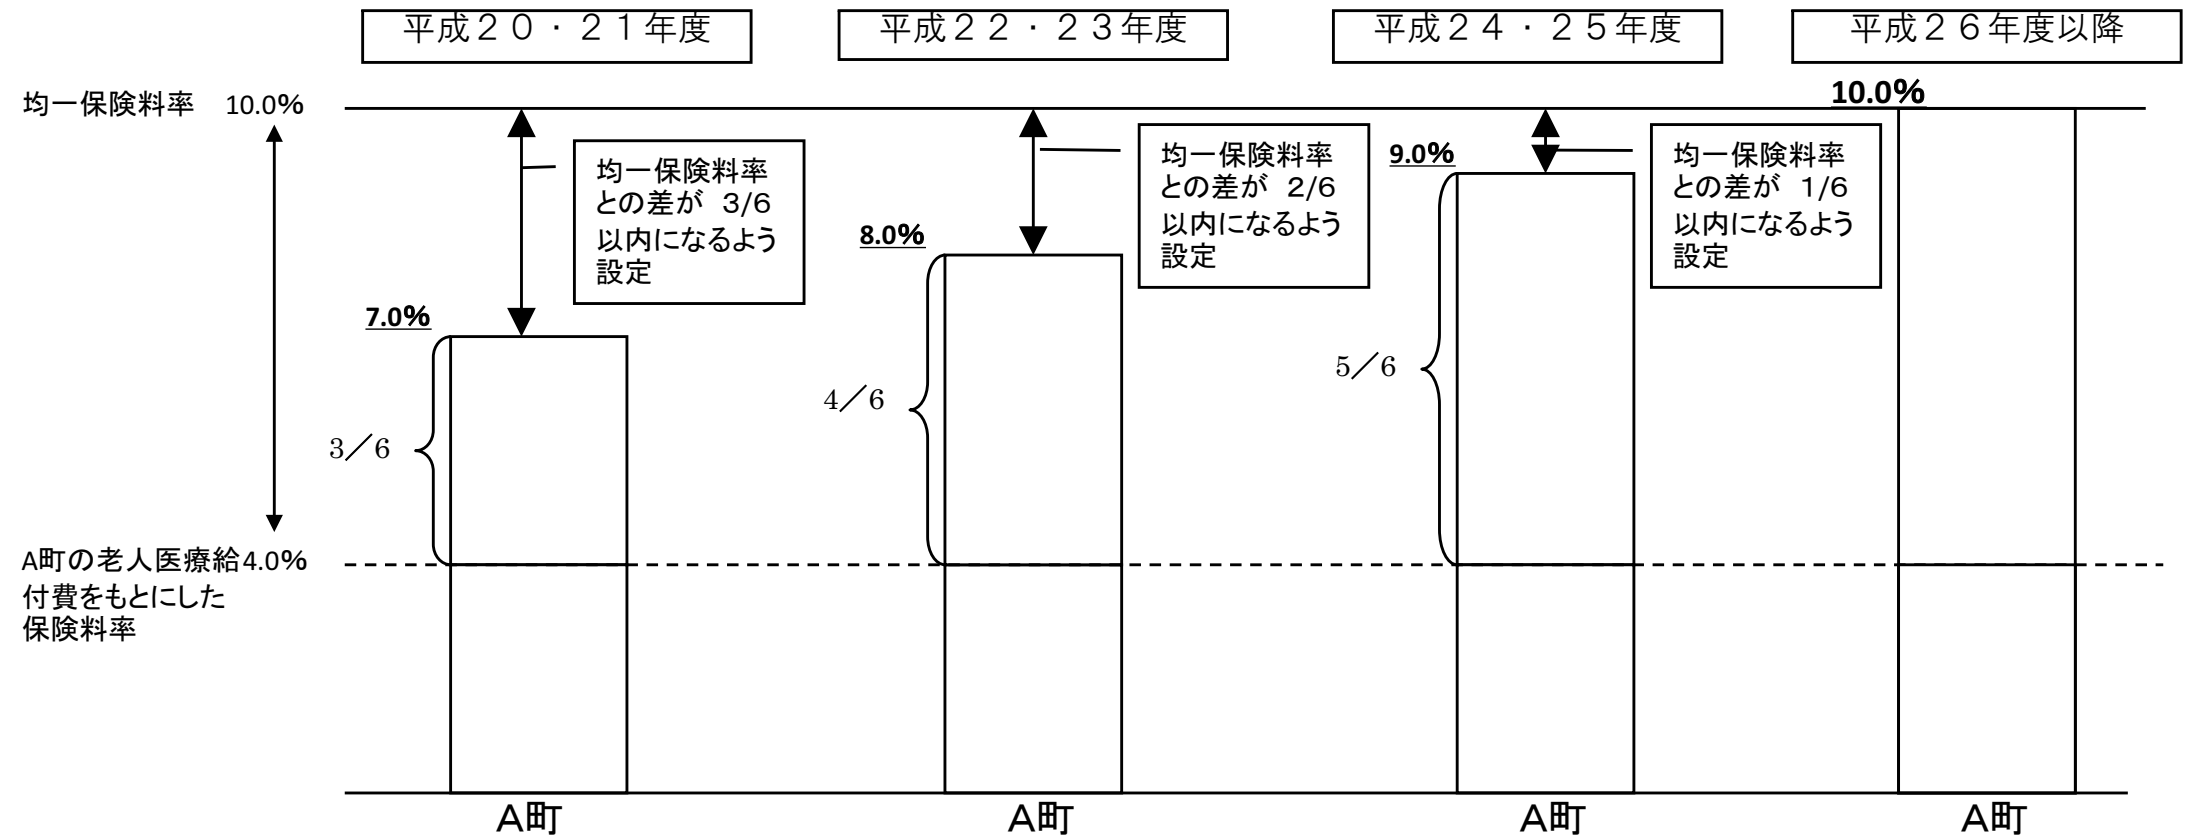 平成２０・２１年度
平成２２・２３年度
平成２４・２５年度
平成２６年度以降
均一保険料率 10.0%
10.0%
均一保険料率
との差が 3/6
以内になるよう
設定
均一保険料率
との差が 2/6
以内になるよう
設定
9.0%
均一保険料率
との差が 1/6
以内になるよう
設定
8.0%
7.0%
5／6
4／6
3／6
A町の老人医療給4.0%
付費をもとにした
保険料率
A町
A町
A町
A町